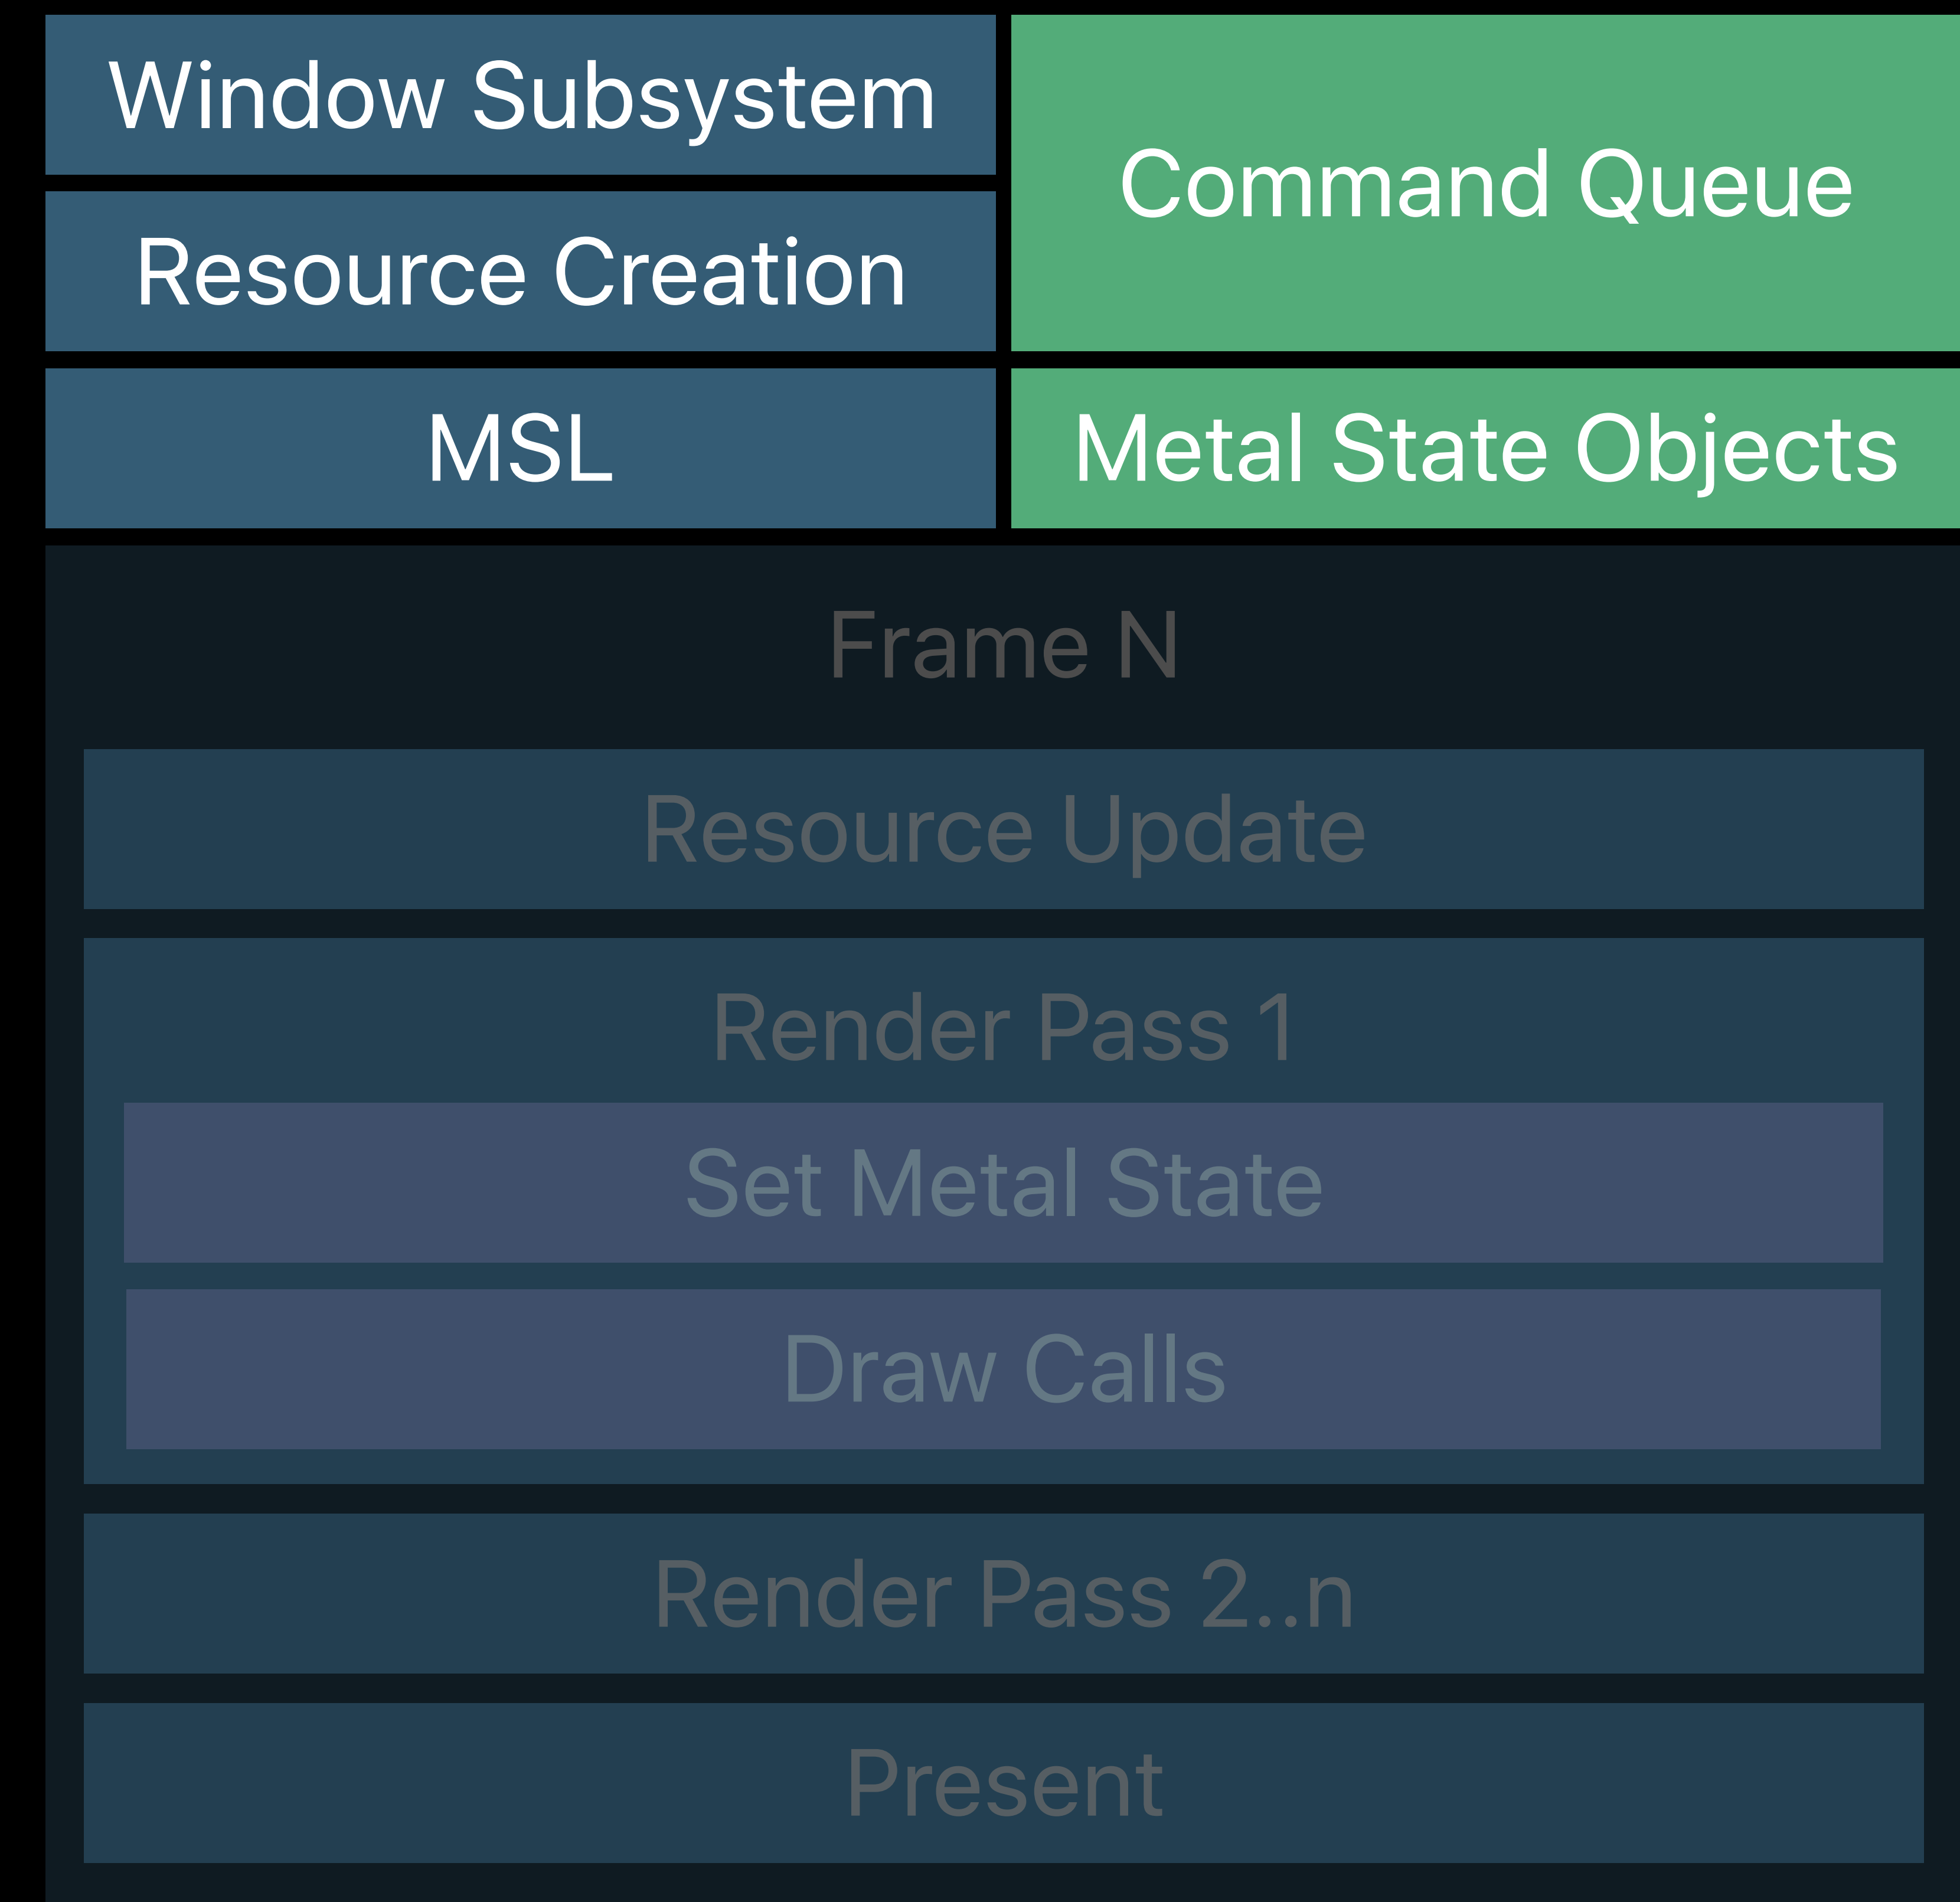 Window Subsystem
Command Queue
Resource Creation
MSL
Metal State Objects
Frame N
Resource Update
Render Pass 1
Set Metal State
Draw Calls
Render Pass 2..n
Present